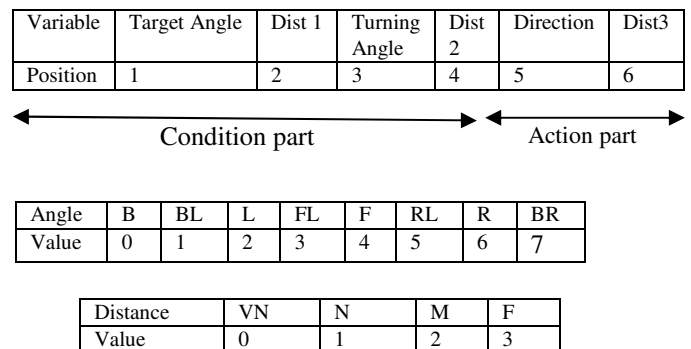 Variable Target Angle Dist 1 Turning Angle Dist 2 Direction Dist3
Position 1 2 3 4 5 6
Condition part Action part
Angle B BL L FL F RL R BR
Value 0 1 2 3 4 5 6 7
Distance VN N M F
Value 0 1 2 3